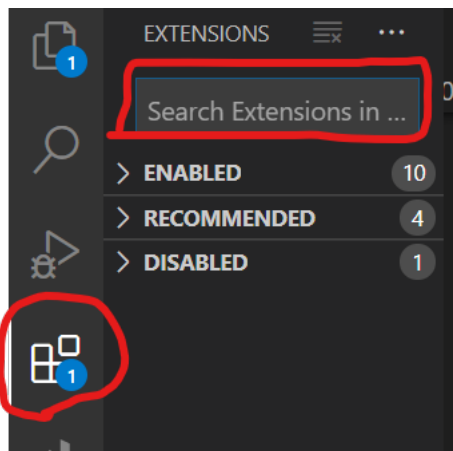 EXTENSIONS
1
Search Extensions in ...
ENABLED 10
RECOMMENDED 4
DISABLED 1
1